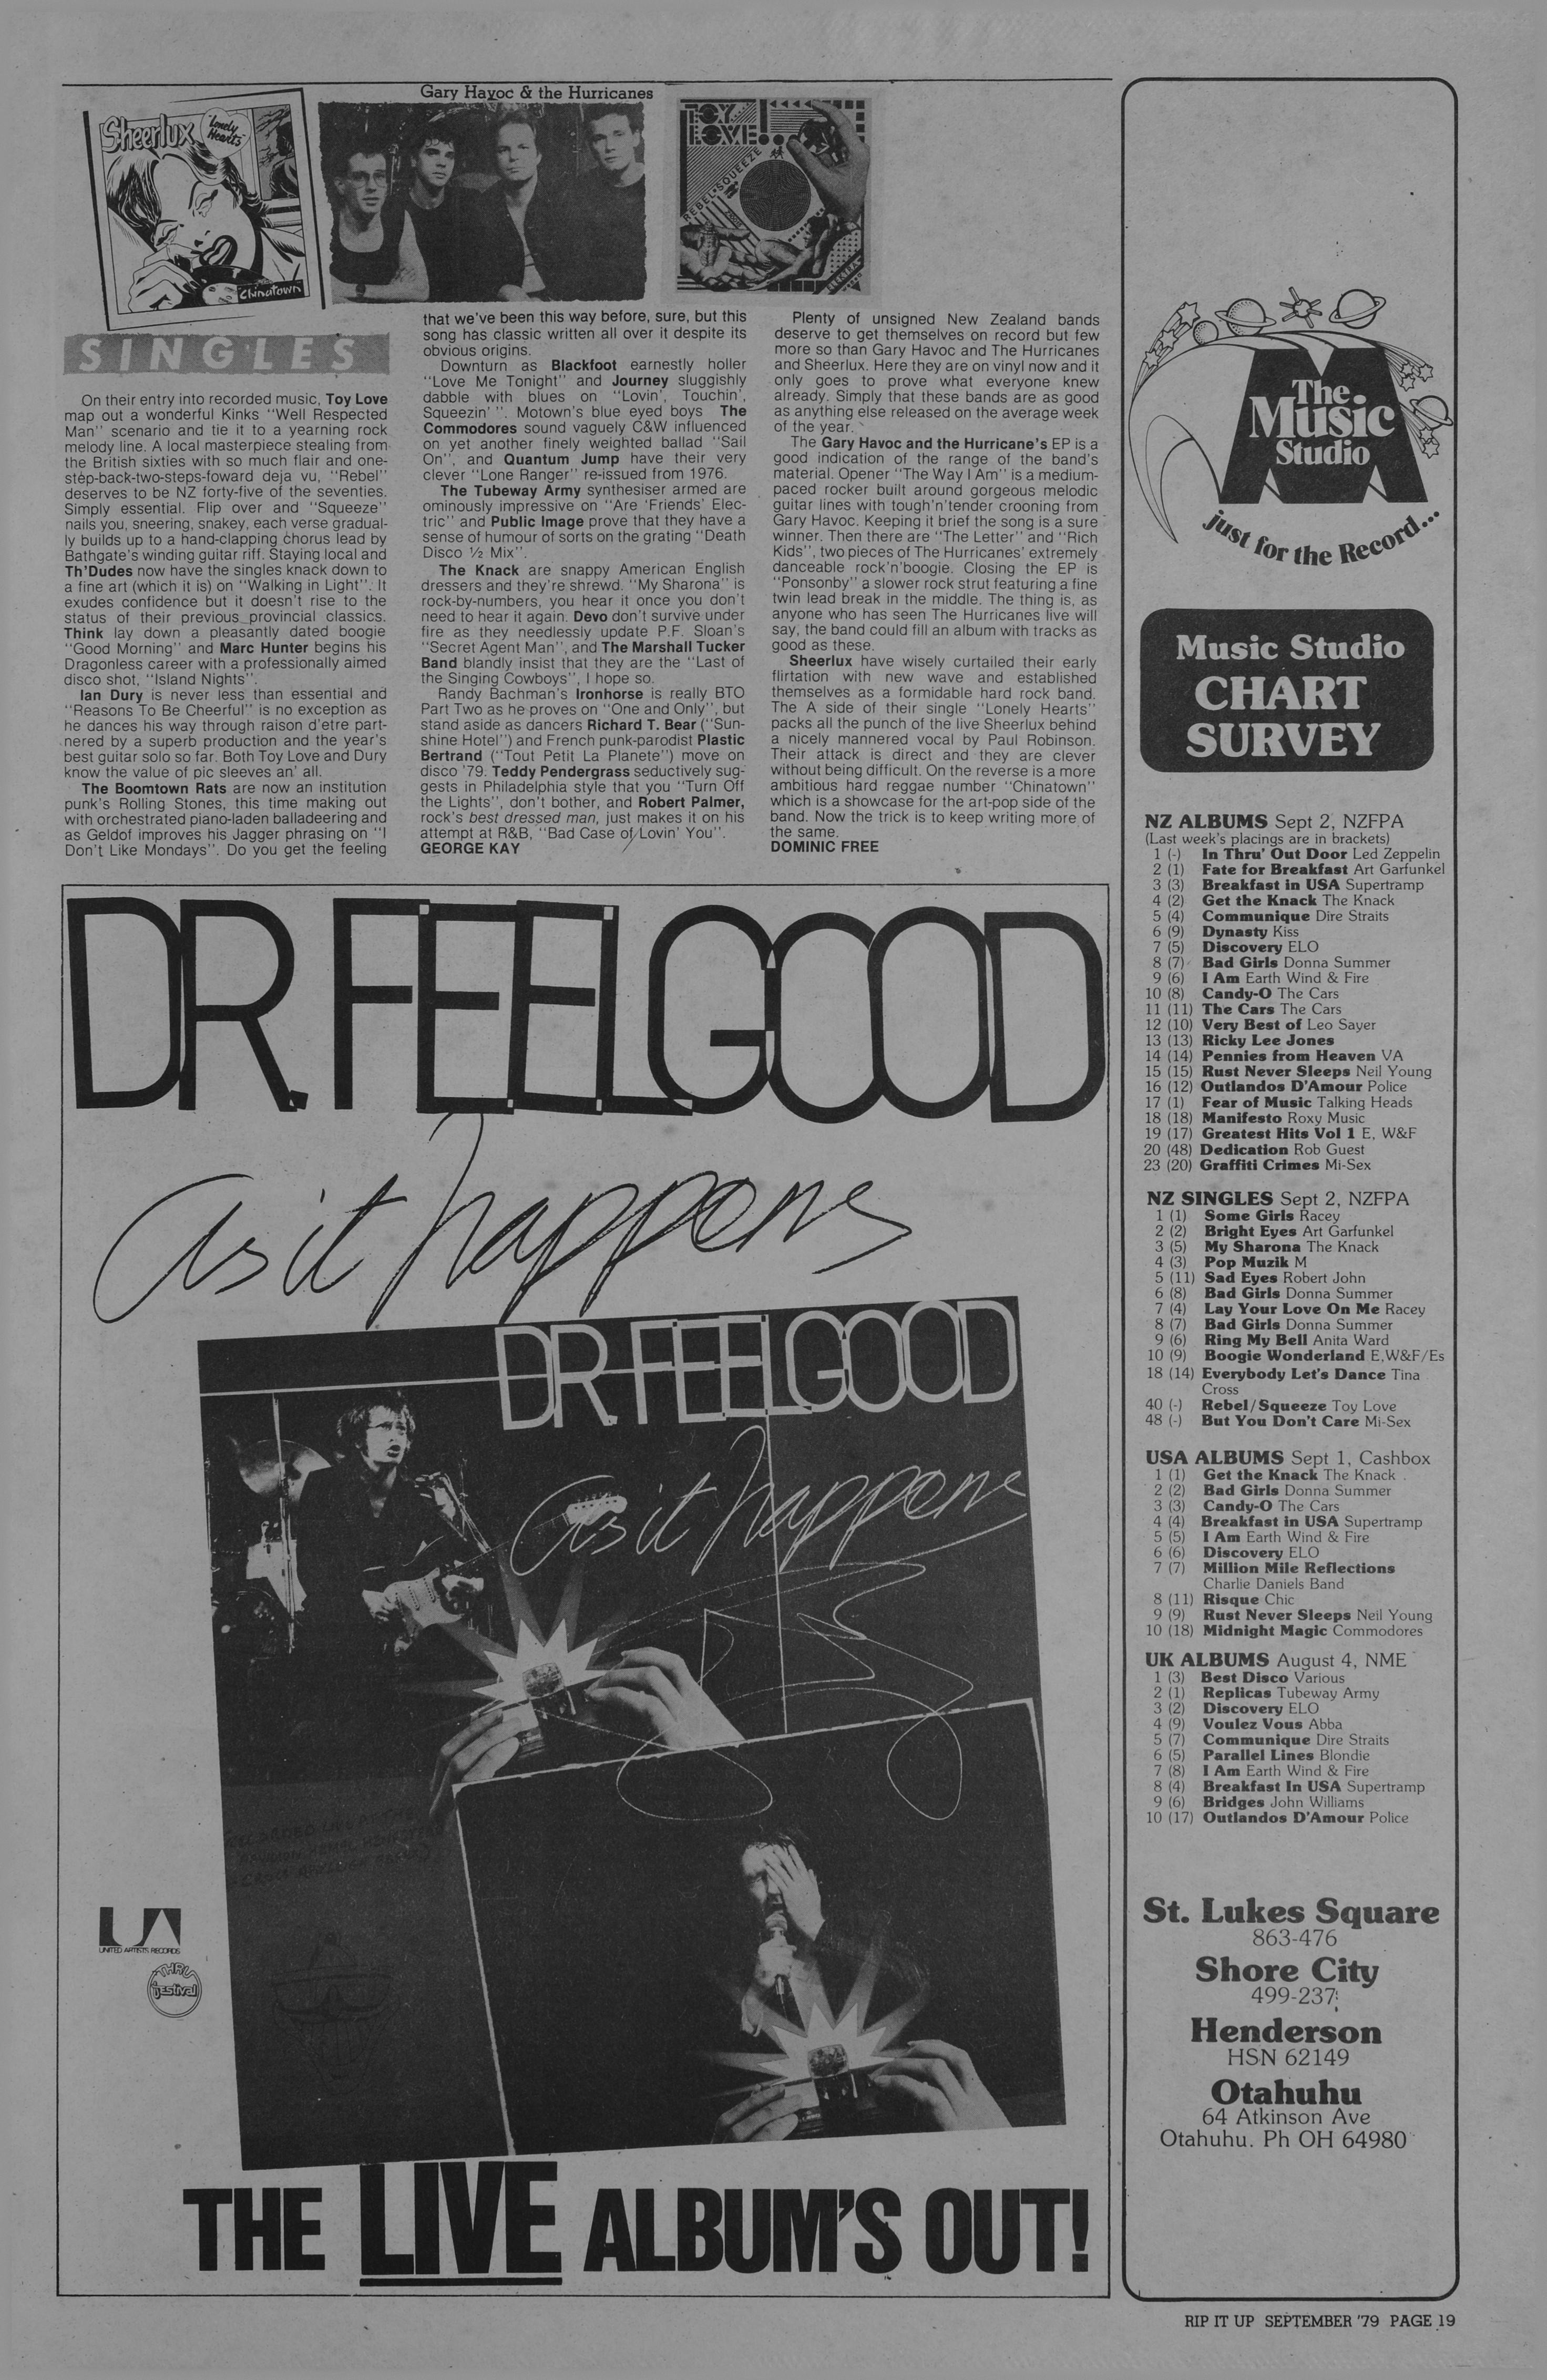 Gary Havoc & the Hurricanes
Sheerlux
'Lonely
Hearts'
Chinatown
TOY
LOVE!..
REBEL•SQUEEZE
ELEKTRA
SINGLES
On their entry into recorded music, Toy Love
map out a wonderful Kinks "Well Respected
Man" scenario and tie it to a yearning rock
melody line. A local masterpiece stealing from
the British sixties with so much flair and one-
step-back-two-steps-foward deja vu, "Rebel"
deserves to be NZ forty-five of the seventies.
Simply essential. Flip over and "Squeeze"
nails you, sneering, snakey, each verse gradual-
ly builds up to a hand-clapping chorus lead by
Bathgate's winding guitar riff. Staying local and
Th'Dudes now have the singles knack down to
a fine art (which it is) on "Walking in Light". It
exudes confidence but it doesn't rise to the
status of their previous provincial classics.
Think lay down a pleasantly dated boogie
"Good Morning" and Marc Hunter begins his
Dragonless career with a professionally aimed
disco shot, "Island Nights".
Ian Dury is never less than essential and
"Reasons To Be Cheerful" is no exception as
he dances his way through raison d'etre part-
nered by a superb production and the year's
best guitar solo so far. Both Toy Love and Dury
know the value of pic sleeves an' all.
The Boomtown Rats are now an institution
punk's Rolling Stones, this time making out
with orchestrated piano-laden balladeering and
as Geldof improves his Jagger phrasing on "I
Don't Like Mondays". Do you get the feeling
that we've been this way before, sure, but this
song has classic written all over it despite its
obvious origins.
Downturn as Blackfoot earnestly holler
"Love Me Tonight" and Journey sluggishly
dabble with blues on "Lovin', Touchin',
Squeezin' ". Motown's blue eyed boys The
Commodores sound vaguely C&W influenced
on yet another finely weighted ballad "Sail
On", and Quantum Jump have their very
clever "Lone Ranger" re-issued from 1976.
The Tubeway Army synthesiser armed are
ominously impressive on "Are 'Friends' Elec-
tric" and Public Image prove that they have a
sense of humour of sorts on the grating "Death
Disco ½ Mix".
The Knack are snappy American English
dressers and they're shrewd. "My Sharona" is
rock-by-numbers, you hear it once you don't
need to hear it again. Devo don't survive under
fire as they needlessly update P.F. Sloan's
"Secret Agent Man", and The Marshall Tucker
Band blandly insist that they are the "Last of
the Singing Cowboys", I hope so.
Randy Bachman's Ironhorse is really BTO
Part Two as he proves on "One and Only", but
stand aside as dancers Richard T. Bear ("Sun-
shine Hotel") and French punk-parodist Plastic
Bertrand ("Tout Petit La Planete") move on
disco '79. Teddy Pendergrass seductively sug-
gests in Philadelphia style that you "Turn Off
the Lights", don't bother, and Robert Palmer,
rock's best dressed man, just makes it on his
attempt at R&B, "Bad Case of Lovin' You".
GEORGE KAY
Plenty of unsigned New Zealand bands
deserve to get themselves on record but few
more so than Gary Havoc and The Hurricanes
and Sheerlux. Here they are on vinyl now and it
only goes to prove what everyone knew
already. Simply that these bands are as good
as anything else released on the average week
of the year.
The Gary Havoc and the Hurricane's EP is a
good indication of the range of the band's
material. Opener "The Way I Am" is a medium-
paced rocker built around gorgeous melodic
guitar lines with tough'n'tender crooning from
Gary Havoc. Keeping it brief the song is a sure
winner. Then there are "The Letter" and "Rich
Kids", two pieces of The Hurricanes' extremely
danceable rock'n'boogie. Closing the EP is
"Ponsonby" a slower rock strut featuring a fine
twin lead break in the middle. The thing is, as
anyone who has seen The Hurricanes live will
say, the band could fill an album with tracks as
good as these.
Sheerlux have wisely curtailed their early
flirtation with new wave and established
themselves as a formidable hard rock band.
The A side of their single "Lonely Hearts"
packs all the punch of the live Sheerlux behind
a nicely mannered vocal by Paul Robinson.
Their attack is direct and they are clever
without being difficult. On the reverse is a more
ambitious hard reggae number "Chinatown"
which is a showcase for the art-pop side of the
band. Now the trick is to keep writing more of
the same.
DOMINIC FREE
DR. FEELGOOD
as it happens
DR. FEELGOOD
as it happens
UA
UNITED ARTISTS RECORDS
THRU
festival
THE LIVE ALBUM'S OUT!
The
Music
Studio
just for the Record...
Music Studio
CHART
SURVEY
NZ ALBUMS Sept 2, NZFPA
(Last week's placings are in brackets)
1 (-) In Thru' Out Door Led Zeppelin
2 (1) Fate for Breakfast Art Garfunkel
3 (3) Breakfast in USA Supertramp
4 (2) Get the Knack The Knack
5 (4) Communique Dire Straits
6 (9) Dynasty Kiss
7 (5) Discovery ELO
8 (7) Bad Girls Donna Summer
9 (6) I Am Earth Wind & Fire
10 (8) Candy-O The Cars
11 (11) The Cars The Cars
12 (10) Very Best of Leo Sayer
13 (13) Ricky Lee Jones
14 (14) Pennies from Heaven VA
15 (15) Rust Never Sleeps Neil Young
16 (12) Outlandos D'Amour Police
17 (1) Fear of Music Talking Heads
18 (18) Manifesto Roxy Music
19 (17) Greatest Hits Vol 1 E, W&F
20 (48) Dedication Rob Guest
23 (20) Graffiti Crimes Mi-Sex
NZ SINGLES Sept 2, NZFPA
1 (1) Some Girls Racey
2 (2) Bright Eyes Art Garfunkel
3 (5) My Sharona The Knack
4 (3) Pop Muzik M
5 (11) Sad Eyes Robert John
6 (8) Bad Girls Donna Summer
7 (4) Lay Your Love On Me Racey
8 (7) Bad Girls Donna Summer
9 (6) Ring My Bell Anita Ward
10 (9) Boogie Wonderland E,W&F/Es
18 (14) Everybody Let's Dance Tina
Cross
40 (-) Rebel/Squeeze Toy Love
48 (-) But You Don't Care Mi-Sex
USA ALBUMS Sept 1, Cashbox
1 (1) Get the Knack The Knack
2 (2) Bad Girls Donna Summer
3 (3) Candy-O The Cars
4 (4) Breakfast in USA Supertramp
5 (5) I Am Earth Wind & Fire
6 (6) Discovery ELO
7 (7) Million Mile Reflections
Charlie Daniels Band
8 (11) Risque Chic
9 (9) Rust Never Sleeps Neil Young
10 (18) Midnight Magic Commodores
UK ALBUMS August 4, NME
1 (3) Best Disco Various
2 (1) Replicas Tubeway Army
3 (2) Discovery ELO
4 (9) Voulez Vous Abba
5 (7) Communique Dire Straits
6 (5) Parallel Lines Blondie
7 (8) I Am Earth Wind & Fire
8 (4) Breakfast In USA Supertramp
9 (6) Bridges John Williams
10 (17) Outlandos D'Amour Police
St. Lukes Square
863-476
Shore City
499-237
Henderson
HSN 62149
Otahuhu
64 Atkinson Ave
Otahuhu. Ph OH 64980
RIP IT UP SEPTEMBER '79 PAGE 19